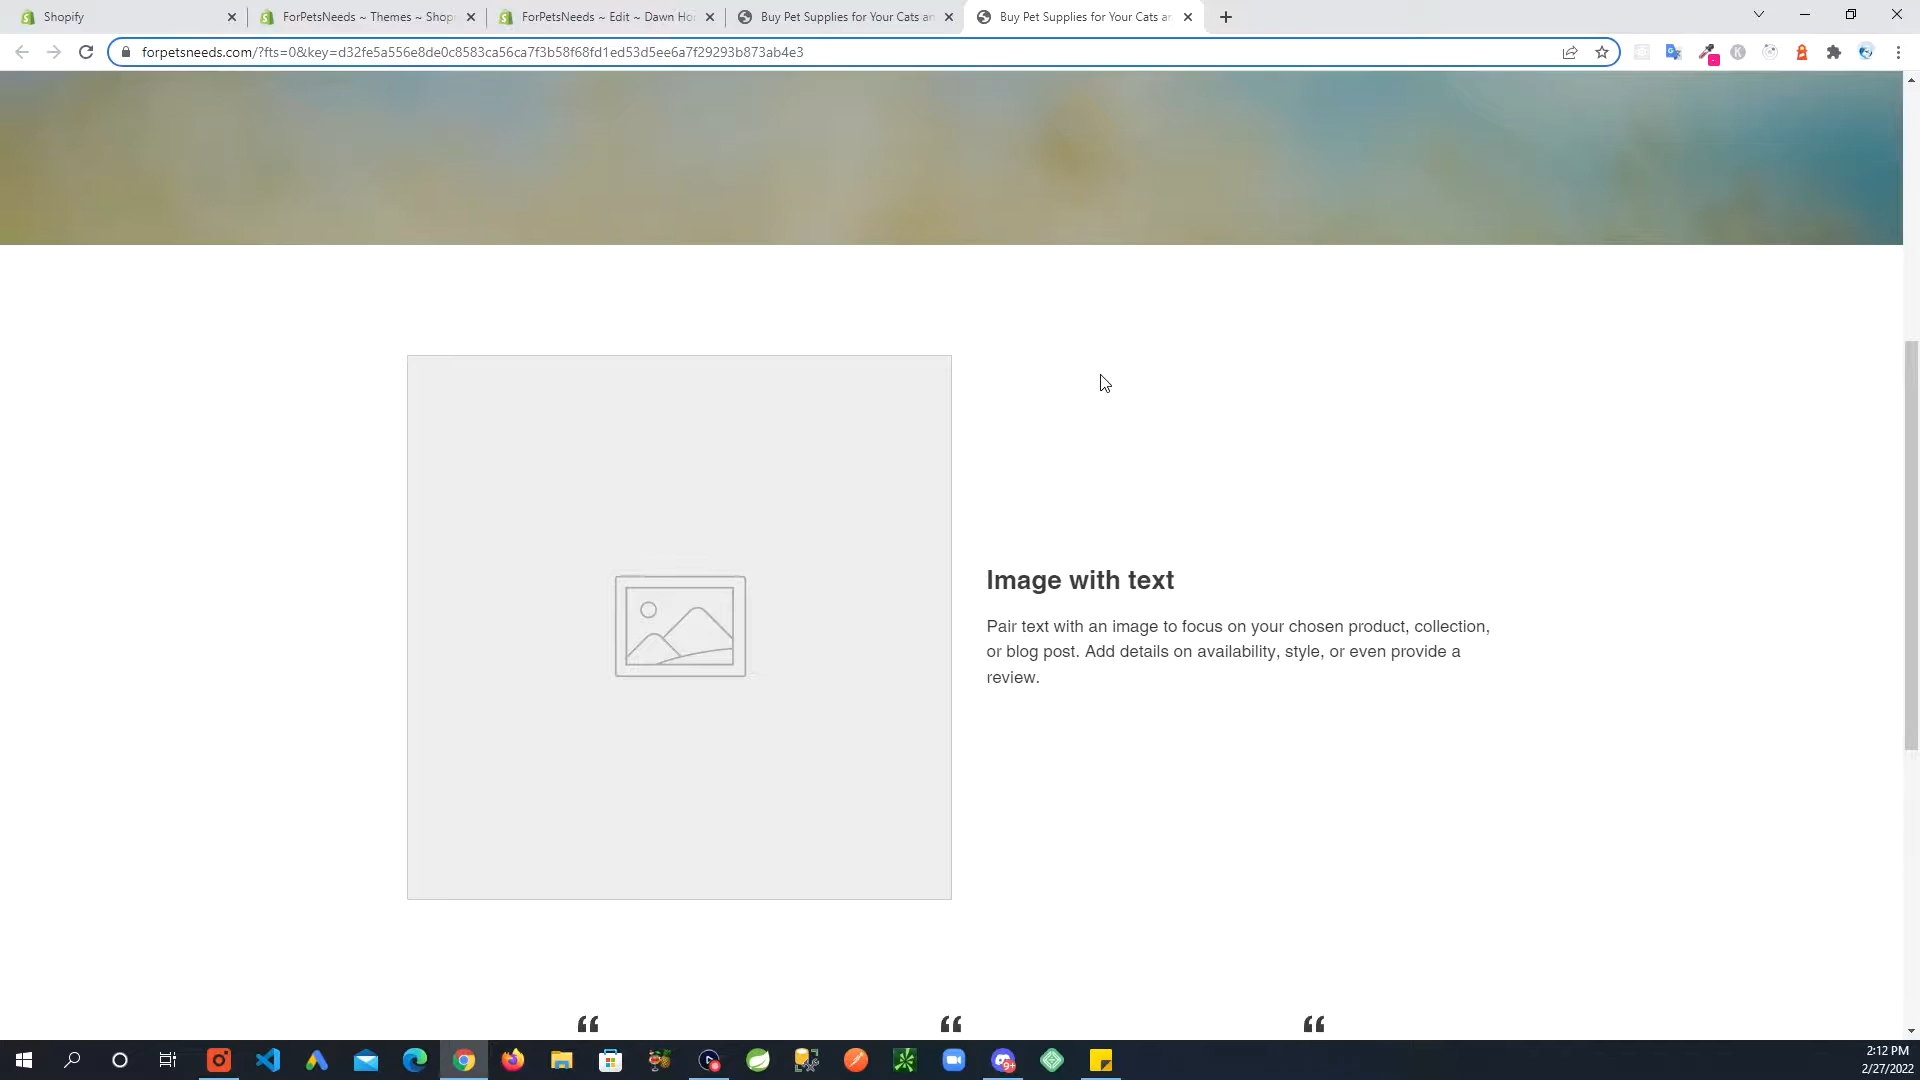 Shopify
ForPetsNeeds ~ Themes ~ Shop
ForPetsNeeds ~ Edit ~ Dawn Ho
Buy Pet Supplies for Your Cats an
Buy Pet Supplies for Your Cats an
forpetsneeds.com/?fts=0&key=d32fe5a556e8de0c8583ca56ca7f3b58f68fd1ed53d5ee6a7f29293b873ab4e3
Image with text
Pair text with an image to focus on your chosen product, collection,
or blog post. Add details on availability, style, or even provide a
review.
“ “ “
9+
2:12 PM
2/27/2022